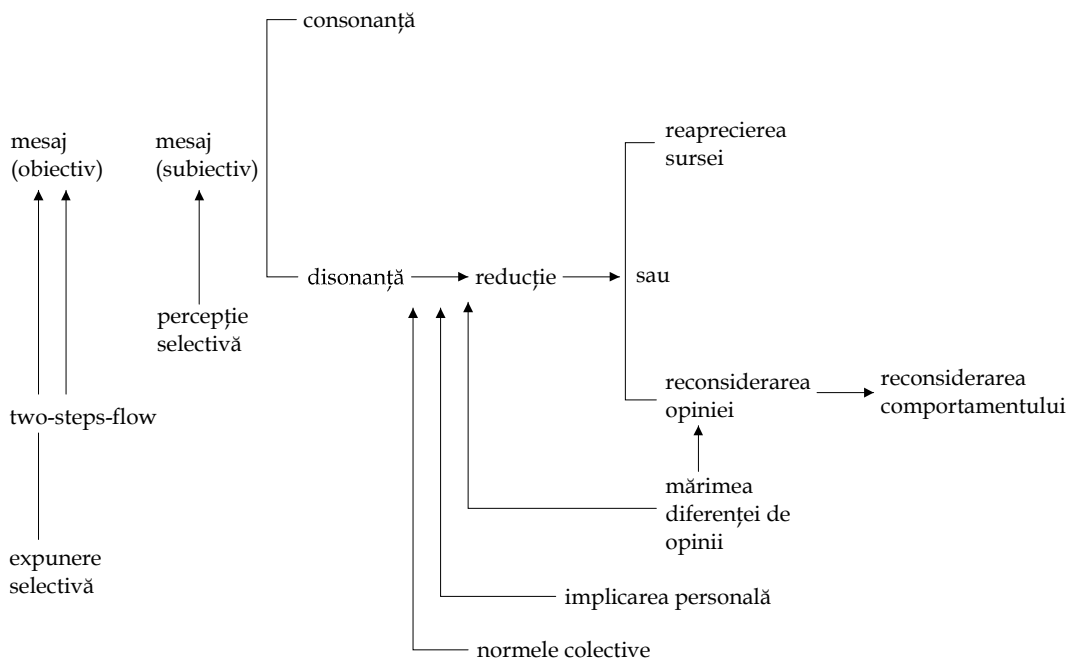 consonanță
mesaj
(obiectiv)
mesaj
(subiectiv)
reaprecierea
sursei
disonanță
reducție
sau
percepție
selectivă
two-steps-flow
reconsiderarea
opiniei
reconsiderarea
comportamentului
mărimea
diferenței de
opinii
expunere
selectivă
implicarea personală
normele colective